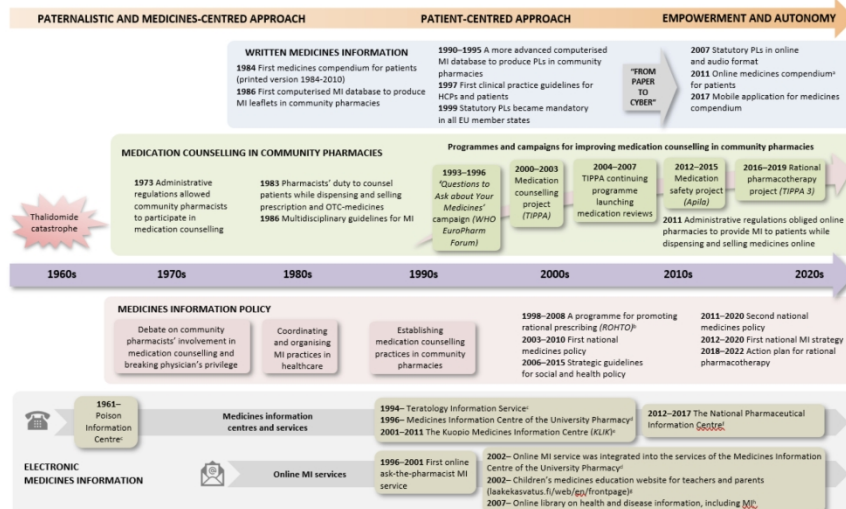 PATERNALISTIC AND MEDICINES-CENTRED APPROACH
PATIENT-CENTRED APPROACH
EMPOWERMENT AND AUTONOMY
WRITTEN MEDICINES INFORMATION
1984 First medicines compendium for patients
(printed version 1984-2010)
1986 First computerised MI database to produce
MI leaflets in community pharmacies
1990–1995 A more advanced computerised
MI database to produce PLs in community
pharmacies
1997 First clinical practice guidelines for
HCPs and patients
1999 Statutory PLs became mandatory
in all EU member states
"FROM
PAPER
TO
CYBER"
2007 Statutory PLs in online
and audio format
2011 Online medicines compendiumᵃ
for patients
2017 Mobile application for medicines
compendium
MEDICATION COUNSELLING IN COMMUNITY PHARMACIES
Programmes and campaigns for improving medication counselling in community pharmacies
Thalidomide
catastrophe
1973 Administrative
regulations allowed
community pharmacists
to participate in
medication counselling
1983 Pharmacists' duty to counsel
patients while dispensing and selling
prescription and OTC-medicines
1986 Multidisciplinary guidelines for MI
1993–1996
"Questions to
Ask about Your
Medicines'
campaign (WHO
EuroPharm
Forum)
2000–2003
Medication
counselling
project
(TIPPA)
2004–2007
TIPPA continuing
programme
launching
medication reviews
2012–2015
Medication
safety project
(Apila)
2016–2019 Rational
pharmacotherapy
project (TIPPA 3)
2011 Administrative regulations obliged online
pharmacies to provide MI to patients while
dispensing and selling medicines online
1960s
1970s
1980s
1990s
2000s
2010s
2020s
MEDICINES INFORMATION POLICY
Debate on community
pharmacists' involvement in
medication counselling and
breaking physician's privilege
Coordinating
and organising
MI practices in
healthcare
Establishing
medication counselling
practices in community
pharmacies
1998–2008 A programme for promoting
rational prescribing (ROHTO)ᵇ
2003–2010 First national
medicines policy
2006–2015 Strategic guidelines
for social and health policy
2011–2020 Second national
medicines policy
2012–2020 First national MI strategy
2018–2022 Action plan for rational
pharmacotherapy
1961–
Poison
Information
Centreᶜ
Medicines information
centres and services
1994– Teratology Information Serviceᶜ
1996– Medicines Information Centre of the University Pharmacyᵈ
2001–2011 The Kuopio Medicines Information Centre (KLIK)ᵉ
2012–2017 The National Pharmaceutical
Information Centreᶠ
ELECTRONIC
MEDICINES INFORMATION
Online MI services
1996–2001 First online
ask-the-pharmacist MI
service
2002– Online MI service was integrated into the services of the Medicines Information
Centre of the University Pharmacyᵈ
2002– Children's medicines education website for teachers and parents
(laakekasvatus.fi/web/en/frontpage)ᵍ
2007– Online library on health and disease information, including MIʰ